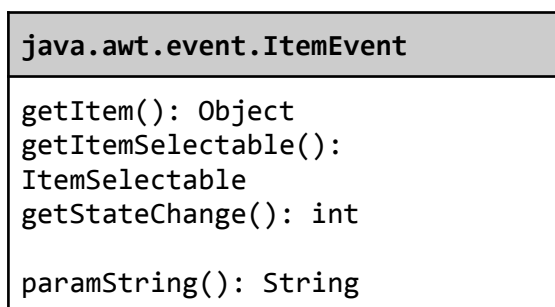 java.awt.event.ItemEvent
getItem(): Object
getItemSelectable():
ItemSelectable
getStateChange(): int
paramString(): String